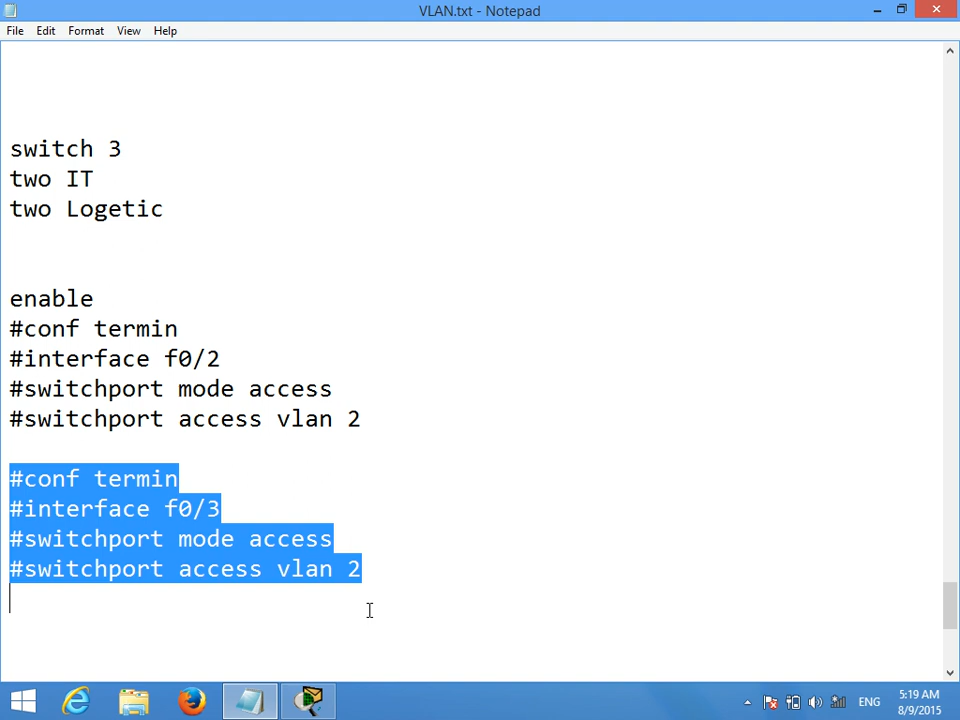 VLAN.txt - Notepad
File Edit Format View Help
switch 3
two IT
two Logetic
enable
#conf termin
#interface f0/2
#switchport mode access
#switchport access vlan 2
#conf termin
#interface f0/3
#switchport mode access
#switchport access vlan 2
ENG
5:19 AM
8/9/2015